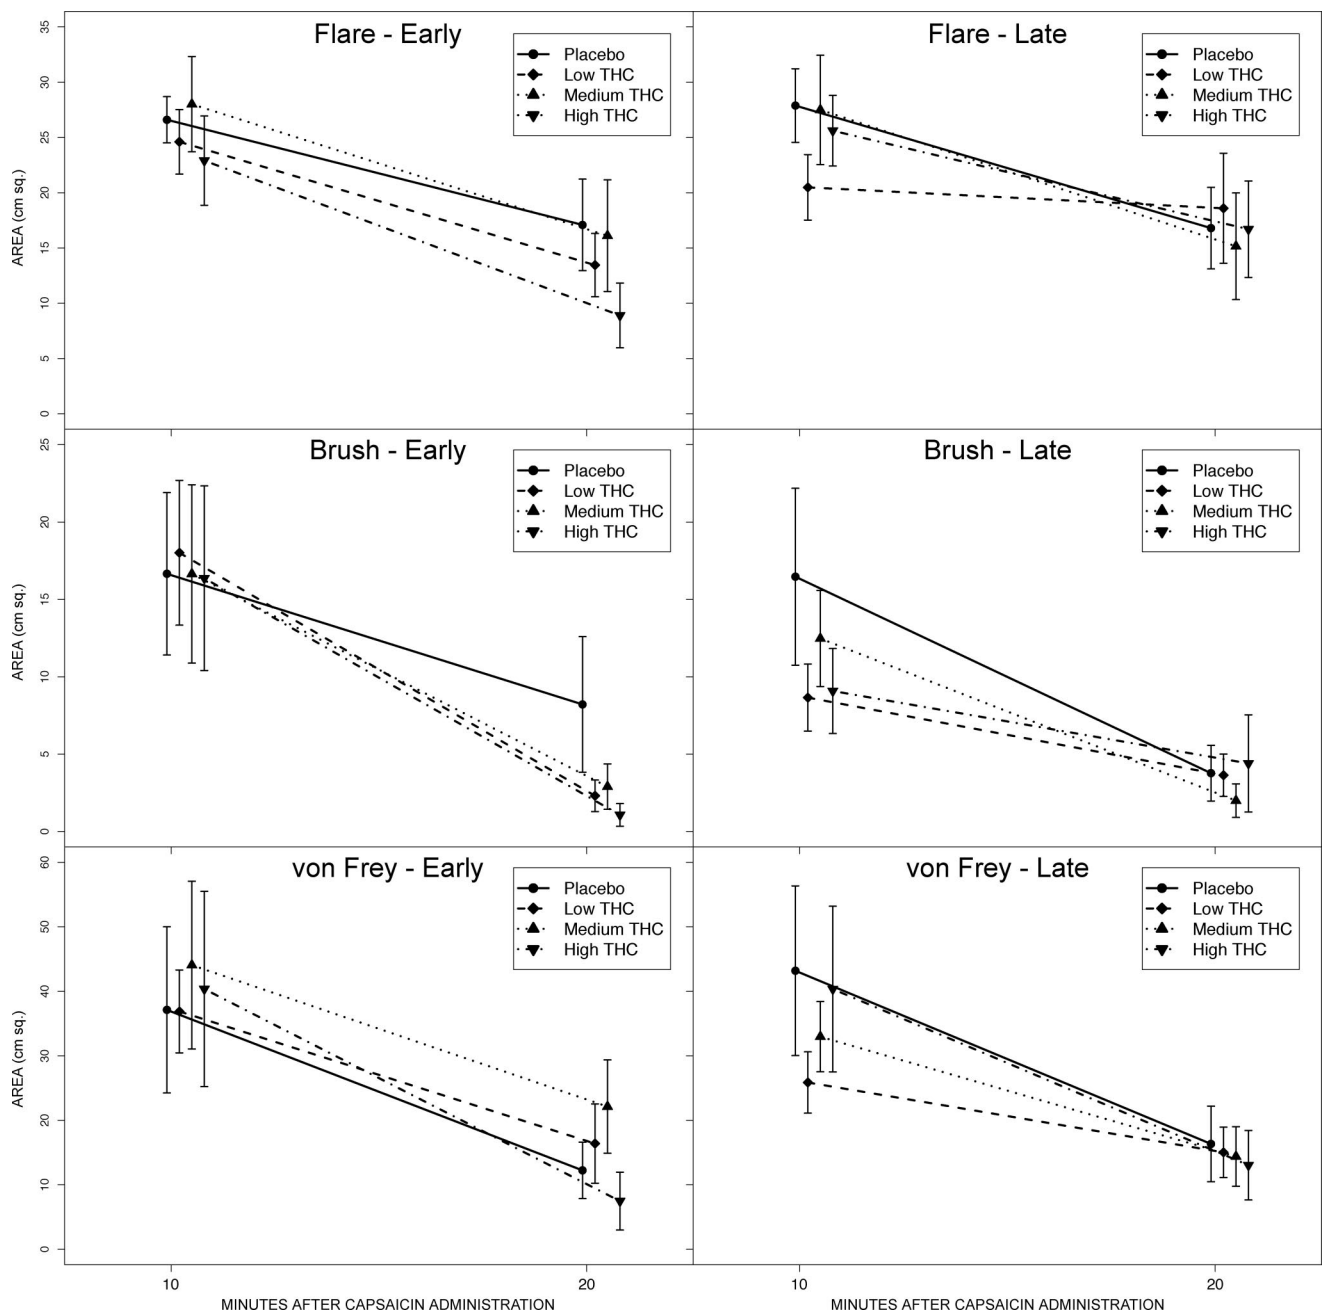 Flare - Early
Placebo
Low THC
Medium THC
High THC
AREA (cm sq.)
35
30
25
20
15
10
5
0
Flare - Late
Placebo
Low THC
Medium THC
High THC
Brush - Early
Placebo
Low THC
Medium THC
High THC
AREA (cm sq.)
25
20
15
10
5
0
Brush - Late
Placebo
Low THC
Medium THC
High THC
von Frey - Early
Placebo
Low THC
Medium THC
High THC
AREA (cm sq.)
60
50
40
30
20
10
0
von Frey - Late
Placebo
Low THC
Medium THC
High THC
10
20
10
20
MINUTES AFTER CAPSAICIN ADMINISTRATION
MINUTES AFTER CAPSAICIN ADMINISTRATION